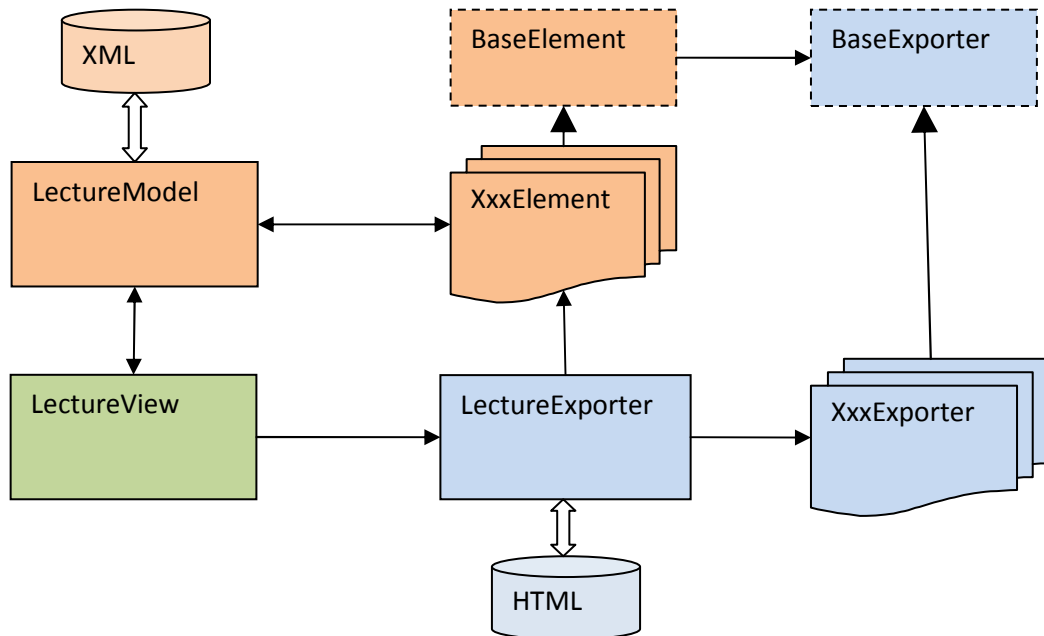 XML
BaseElement
BaseExporter
LectureModel
XxxElement
LectureView
LectureExporter
XxxExporter
HTML